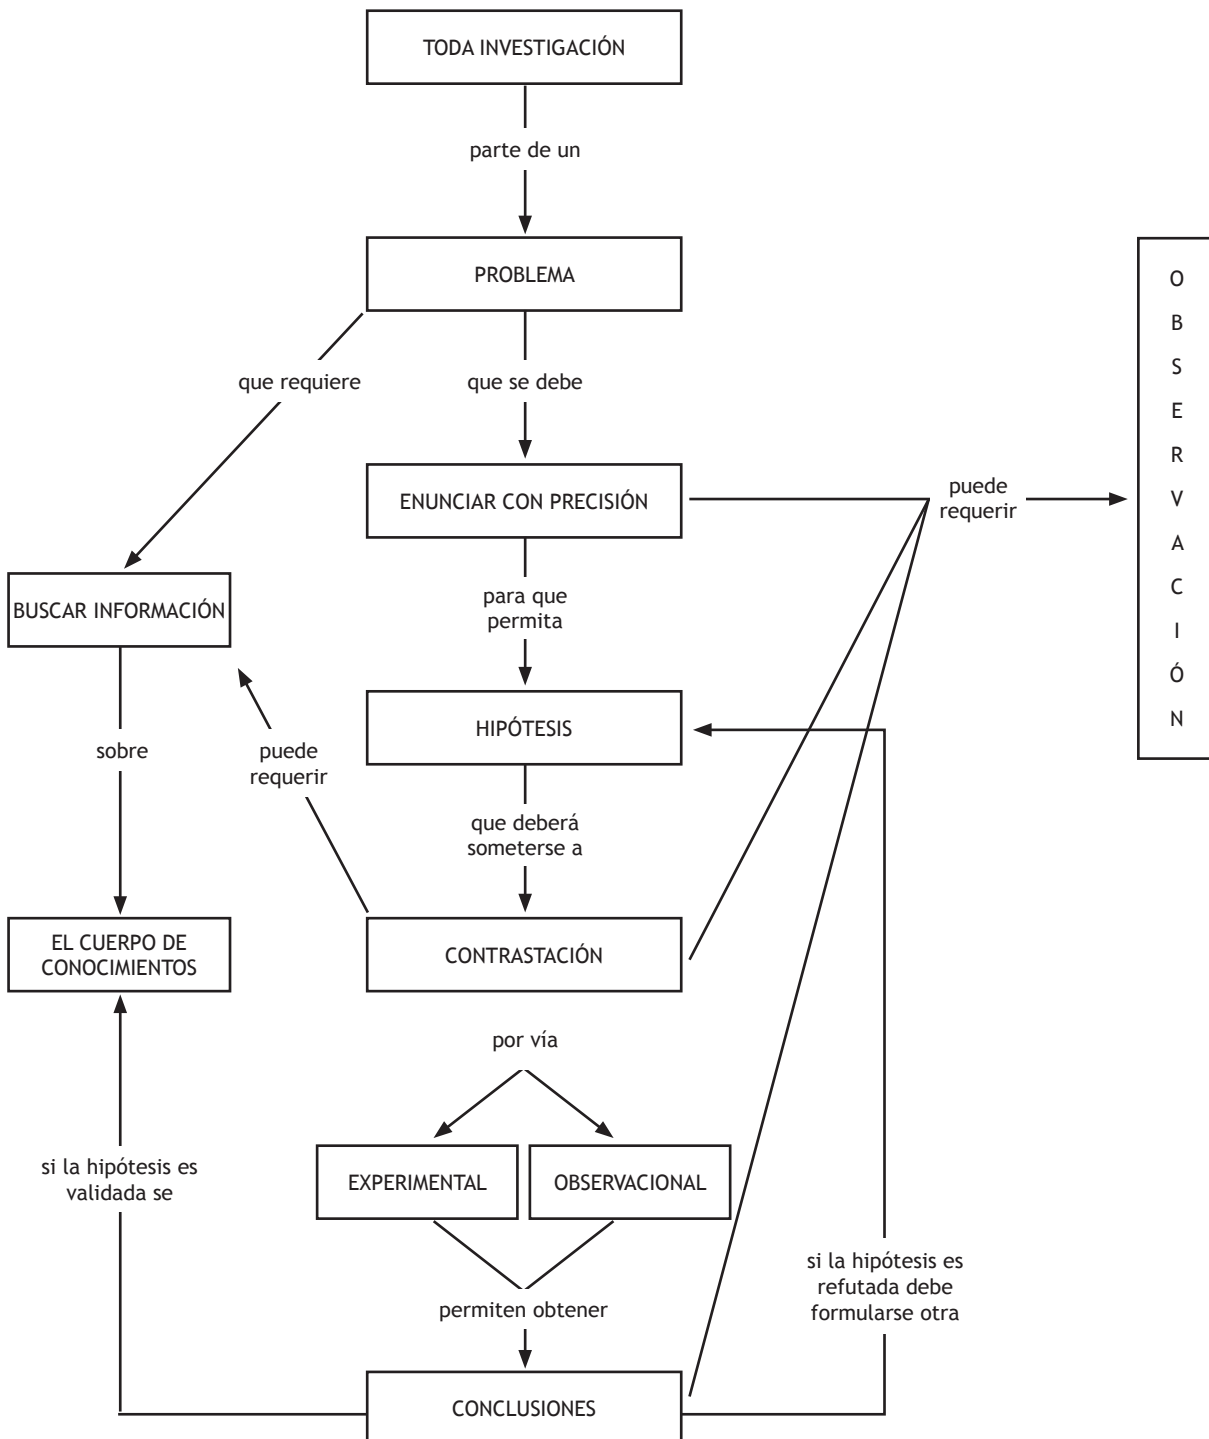 TODA INVESTIGACIÓN
parte de un
PROBLEMA
que requiere
que se debe
ENUNCIAR CON PRECISIÓN
puede
requerir
O
B
S
E
R
V
A
C
I
Ó
N
BUSCAR INFORMACIÓN
para que
permita
HIPÓTESIS
sobre
puede
requerir
que deberá
someterse a
EL CUERPO DE
CONOCIMIENTOS
CONTRASTACIÓN
por vía
EXPERIMENTAL
OBSERVACIONAL
si la hipótesis es
validada se
si la hipótesis es
refutada debe
formularse otra
permiten obtener
CONCLUSIONES